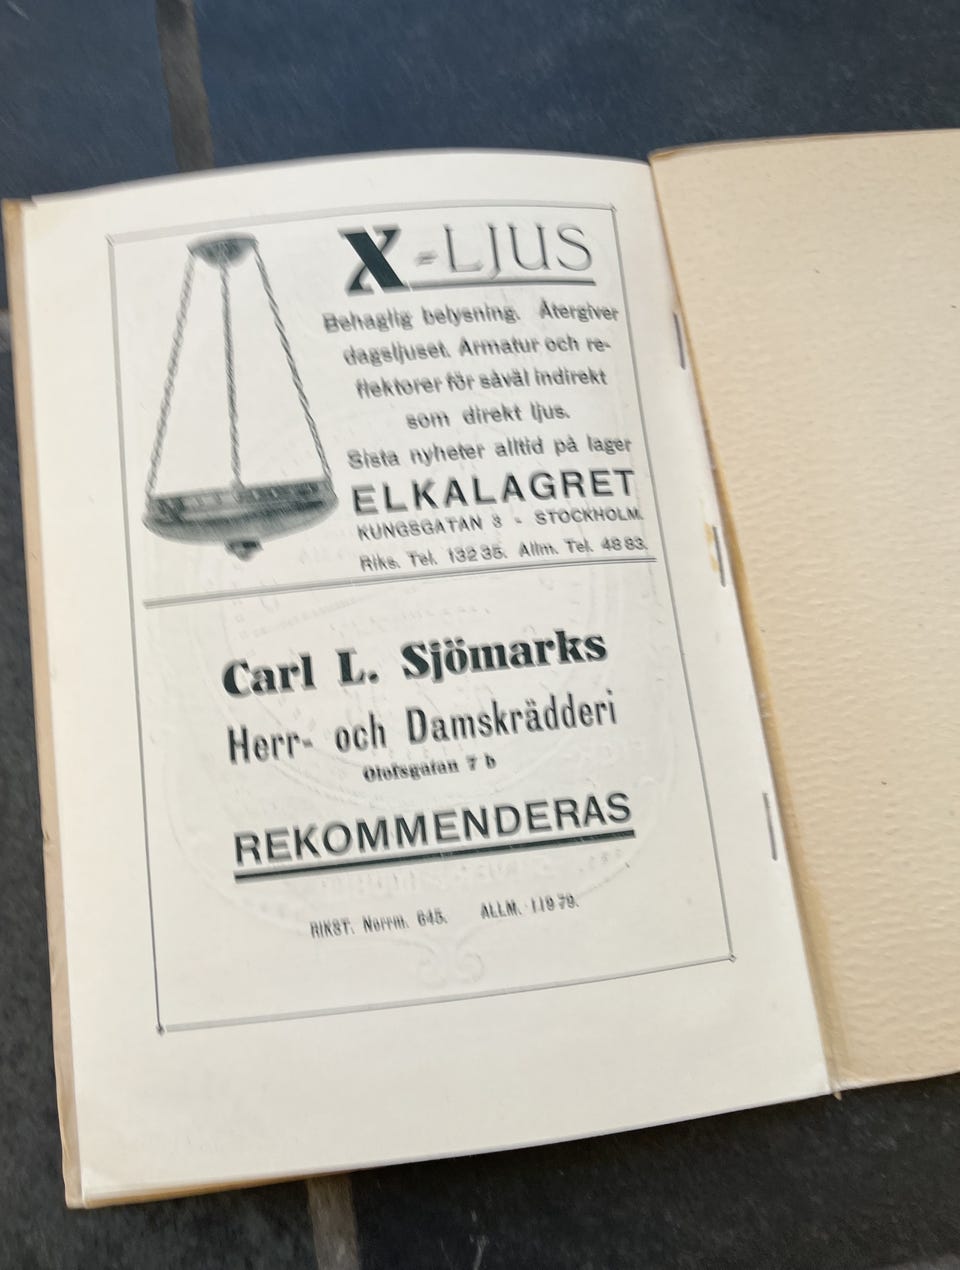 X-LJUS
Behaglig belysning. Återgiver
dagsljuset. Armatur och re-
flektorer för såväl indirekt
som direkt ljus.
Sista nyheter alltid på lager
ELKALAGRET
KUNGSGATAN 3 - STOCKHOLM.
Riks. Tel. 132 35. Allm. Tel. 48 83.
Carl L. Sjömarks
Herr- och Damskrädderi
Olofsgatan 7 b
REKOMMENDERAS
RIKST. Norrm. 645. ALLM. 119 79.